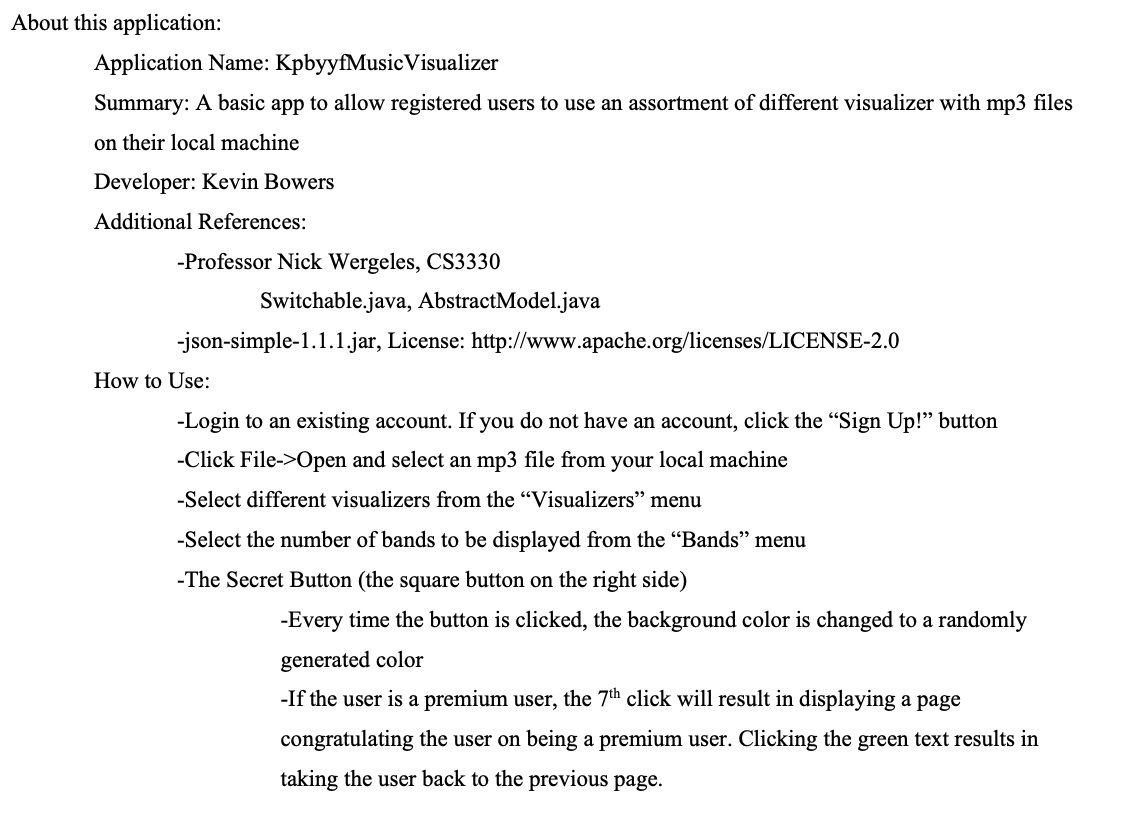 About this application:
Application Name: KpbyyfMusicVisualizer
Summary: A basic app to allow registered users to use an assortment of different visualizer with mp3 files
on their local machine
Developer: Kevin Bowers
Additional References:
-Professor Nick Wergeles, CS3330
Switchable.java, AbstractModel.java
-json-simple-1.1.1.jar, License: http://www.apache.org/licenses/LICENSE-2.0
How to Use:
-Login to an existing account. If you do not have an account, click the “Sign Up!” button
-Click File->Open and select an mp3 file from your local machine
-Select different visualizers from the “Visualizers” menu
-Select the number of bands to be displayed from the “Bands” menu
-The Secret Button (the square button on the right side)
-Every time the button is clicked, the background color is changed to a randomly
generated color
-If the user is a premium user, the 7th click will result in displaying a page
congratulating the user on being a premium user. Clicking the green text results in
taking the user back to the previous page.